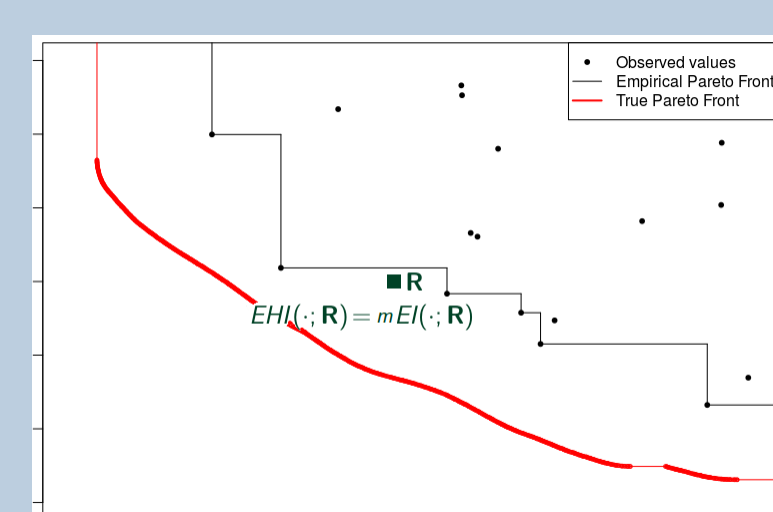 Observed values
Empirical Pareto Front
True Pareto Front
R
EHI(·; R) = mEI(·; R)